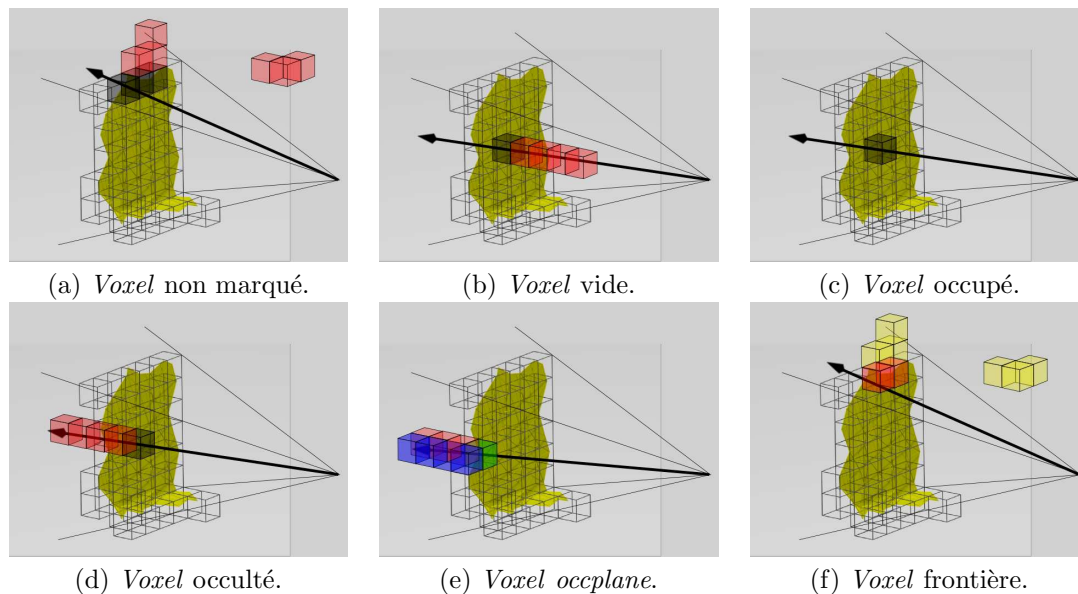 (a) Voxel non marqué.
(b) Voxel vide.
(c) Voxel occupé.
(d) Voxel occulté.
(e) Voxel occplane.
(f) Voxel frontière.